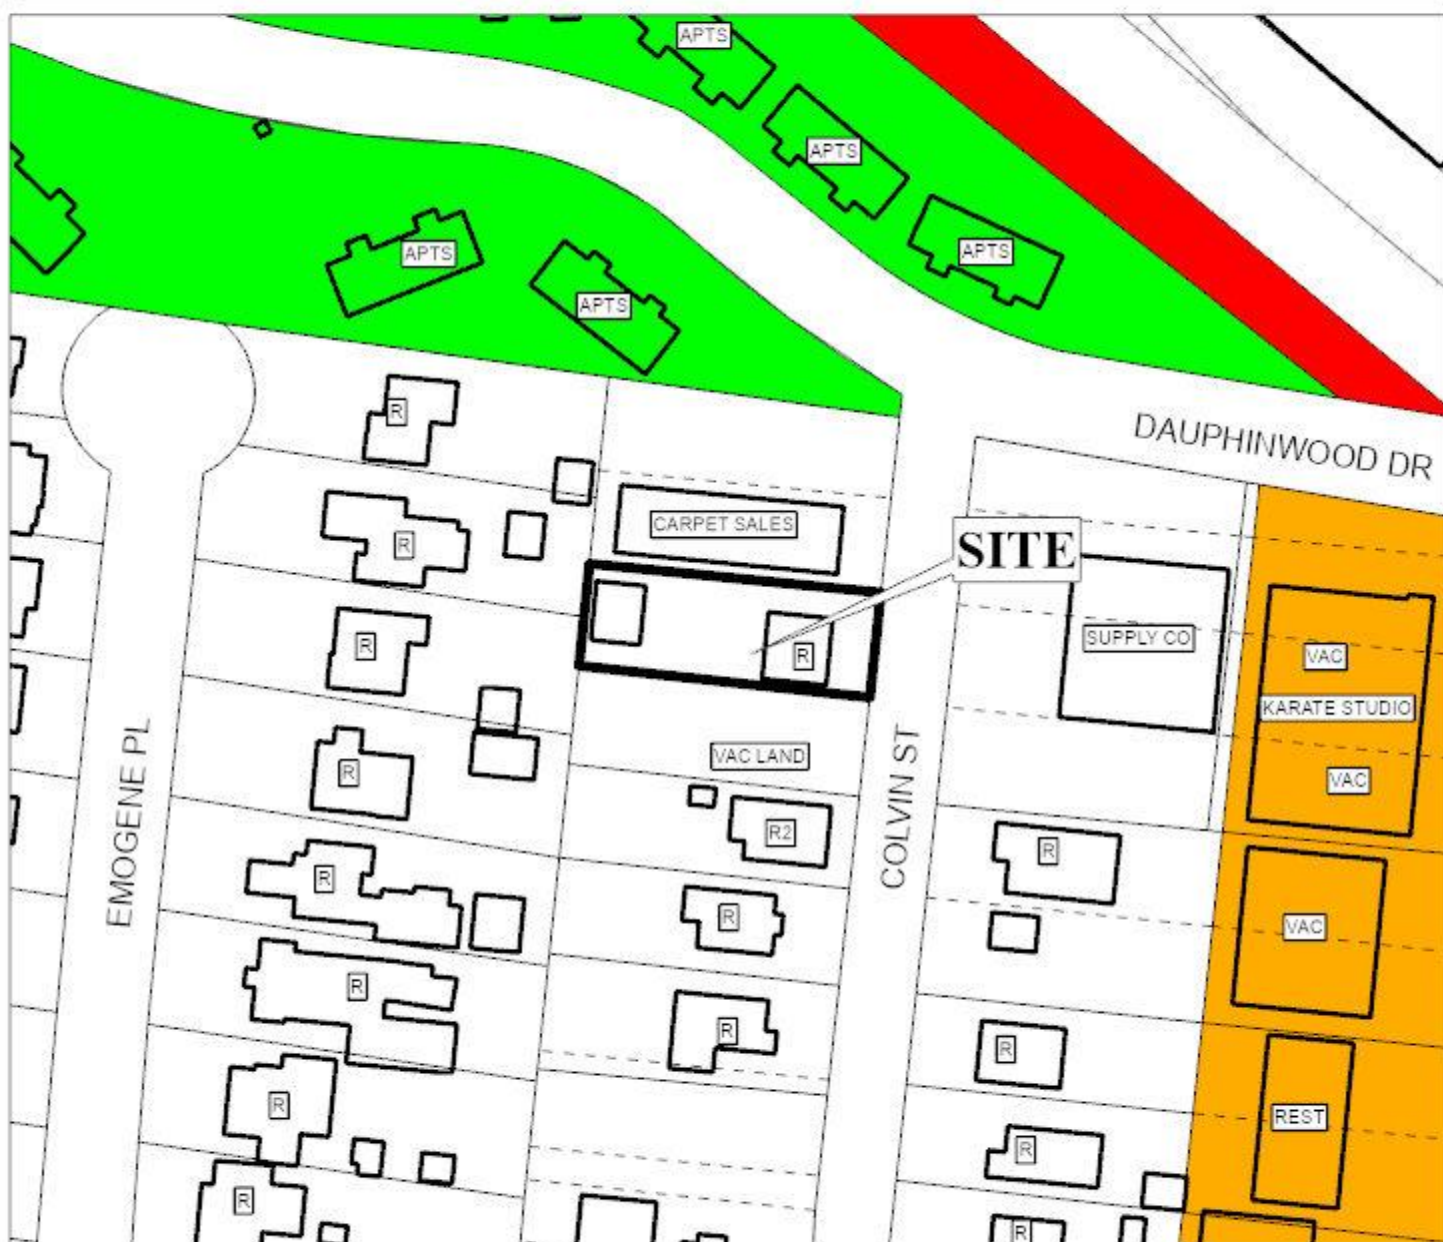 APTS
APTS
APTS
APTS
APTS
DAUPHINWOOD DR
R
CARPET SALES
R
SITE
R
R
SUPPLY CO
VAC
KARATE STUDIO
VAC
VAC LAND
R
R2
R
R
R
VAC
EMOGENE PL
COLVIN ST
R
R
R
R
R
REST
R
R
R